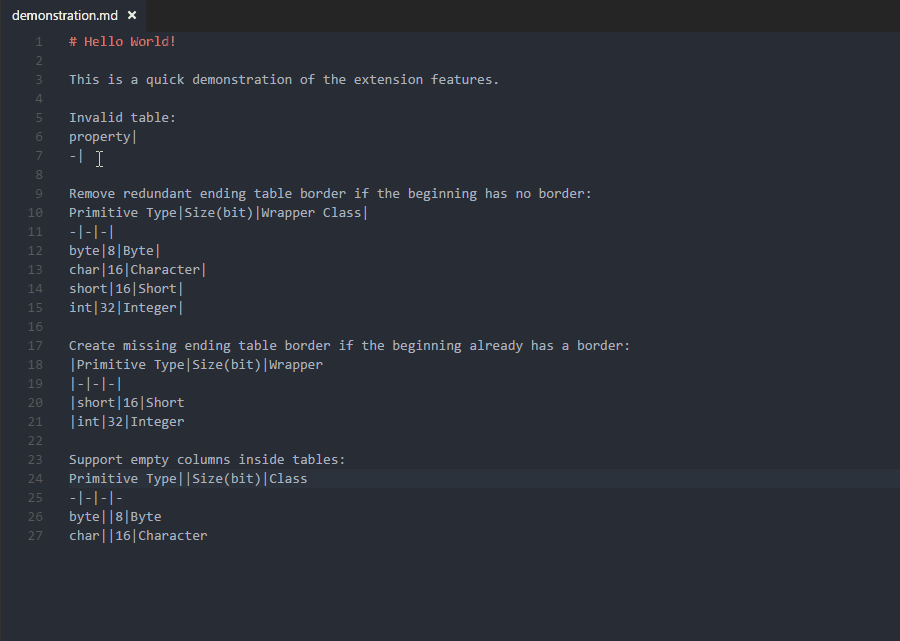 demonstration.md ×
1 # Hello World!
2
3 This is a quick demonstration of the extension features.
4
5 Invalid table:
6 property|
7 -|
8
9 Remove redundant ending table border if the beginning has no border:
10 Primitive Type|Size(bit)|Wrapper Class|
11 -|-|-|
12 byte|8|Byte|
13 char|16|Character|
14 short|16|Short|
15 int|32|Integer|
16
17 Create missing ending table border if the beginning already has a border:
18 |Primitive Type|Size(bit)|Wrapper
19 |-|-|-|
20 |short|16|Short
21 |int|32|Integer
22
23 Support empty columns inside tables:
24 Primitive Type||Size(bit)|Class
25 -|-|-|-
26 byte||8|Byte
27 char||16|Character